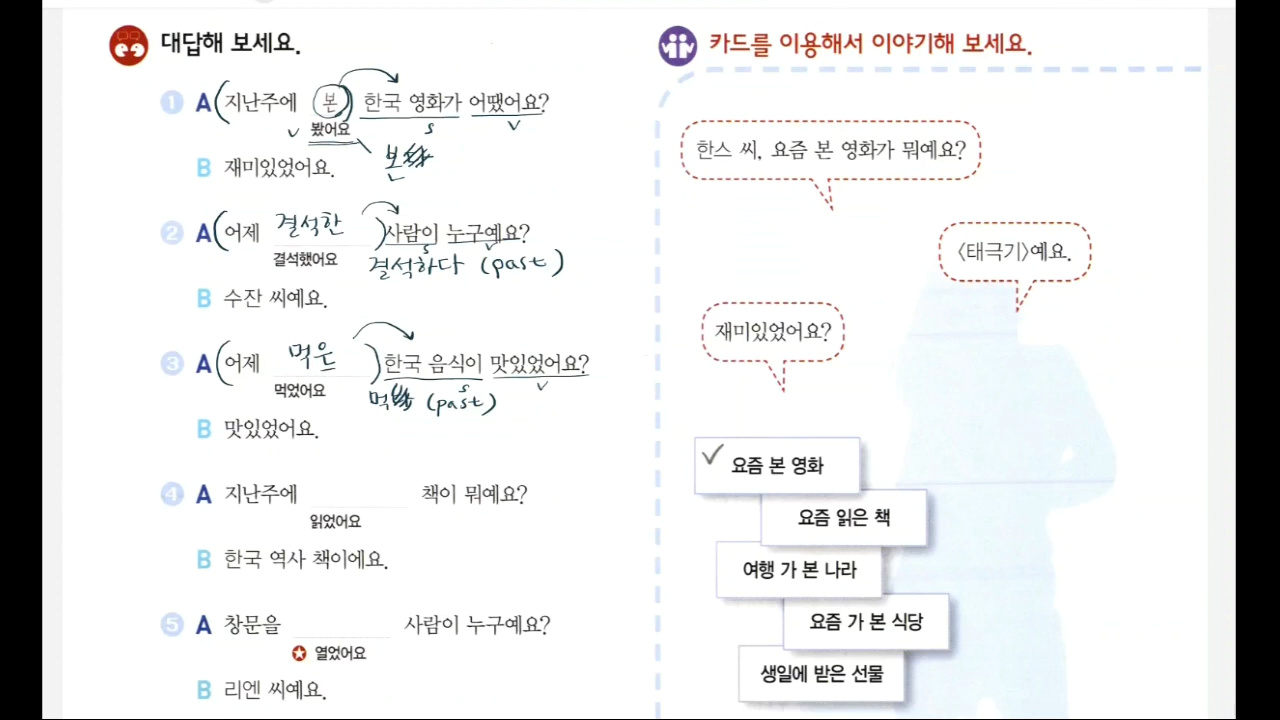 대답해 보세요.
1 A (지난주에 본) 한국 영화가 어땠어요?
v 봤어요 s v
본
B 재미있었어요.
2 A (어제 결석한) 사람이 누구예요?
결석했어요 s v
결석하다 (past)
B 수잔 씨예요.
3 A (어제 먹은) 한국 음식이 맛있었어요?
먹었어요 s v
먹 (past)
B 맛있었어요.
4 A 지난주에 책이 뭐예요?
읽었어요
B 한국 역사 책이에요.
5 A 창문을 사람이 누구예요?
열었어요
B 리엔 씨예요.
카드를 이용해서 이야기해 보세요.
한스 씨, 요즘 본 영화가 뭐예요?
〈태극기〉예요.
재미있었어요?
요즘 본 영화
요즘 읽은 책
여행 가 본 나라
요즘 가 본 식당
생일에 받은 선물